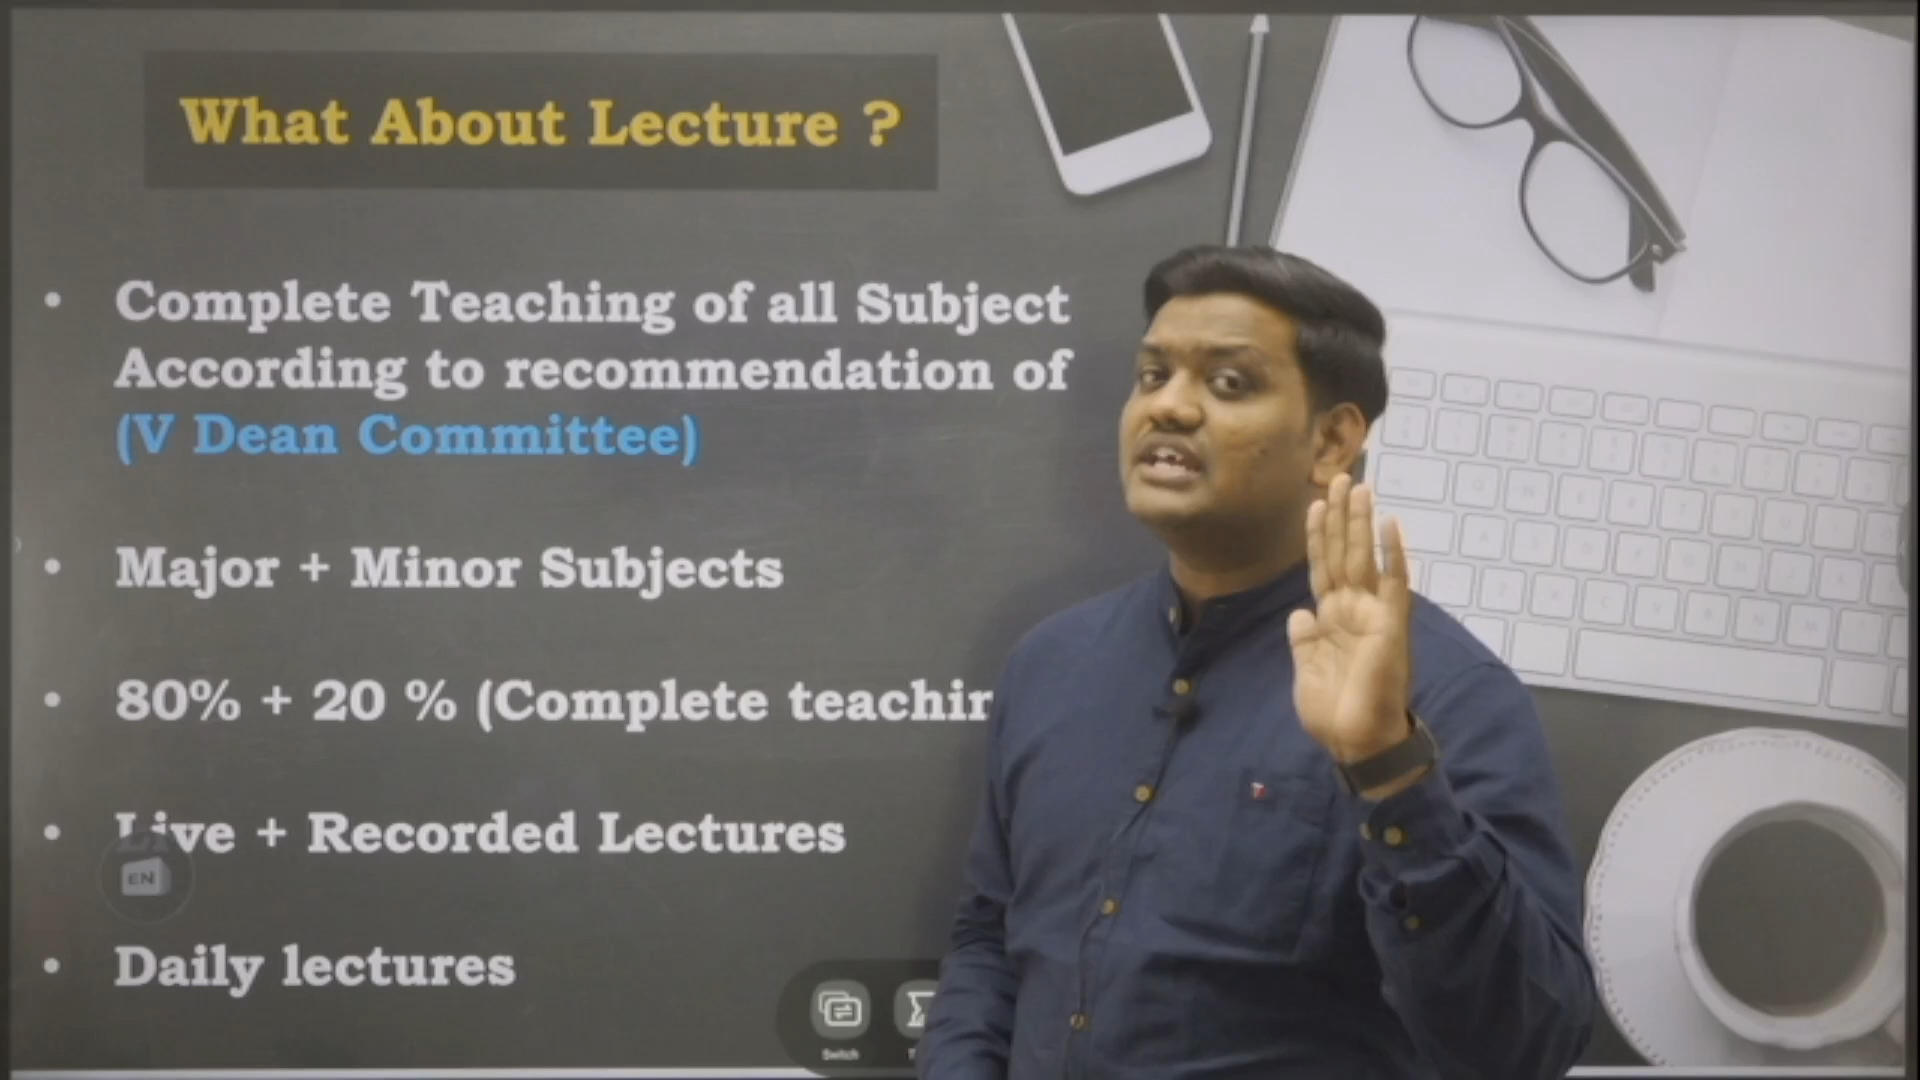 What About Lecture ?
• Complete Teaching of all Subject
According to recommendation of
(V Dean Committee)
• Major + Minor Subjects
• 80% + 20 % (Complete
• Live + Recorded Lectures
EN
• Daily lectures
Switch